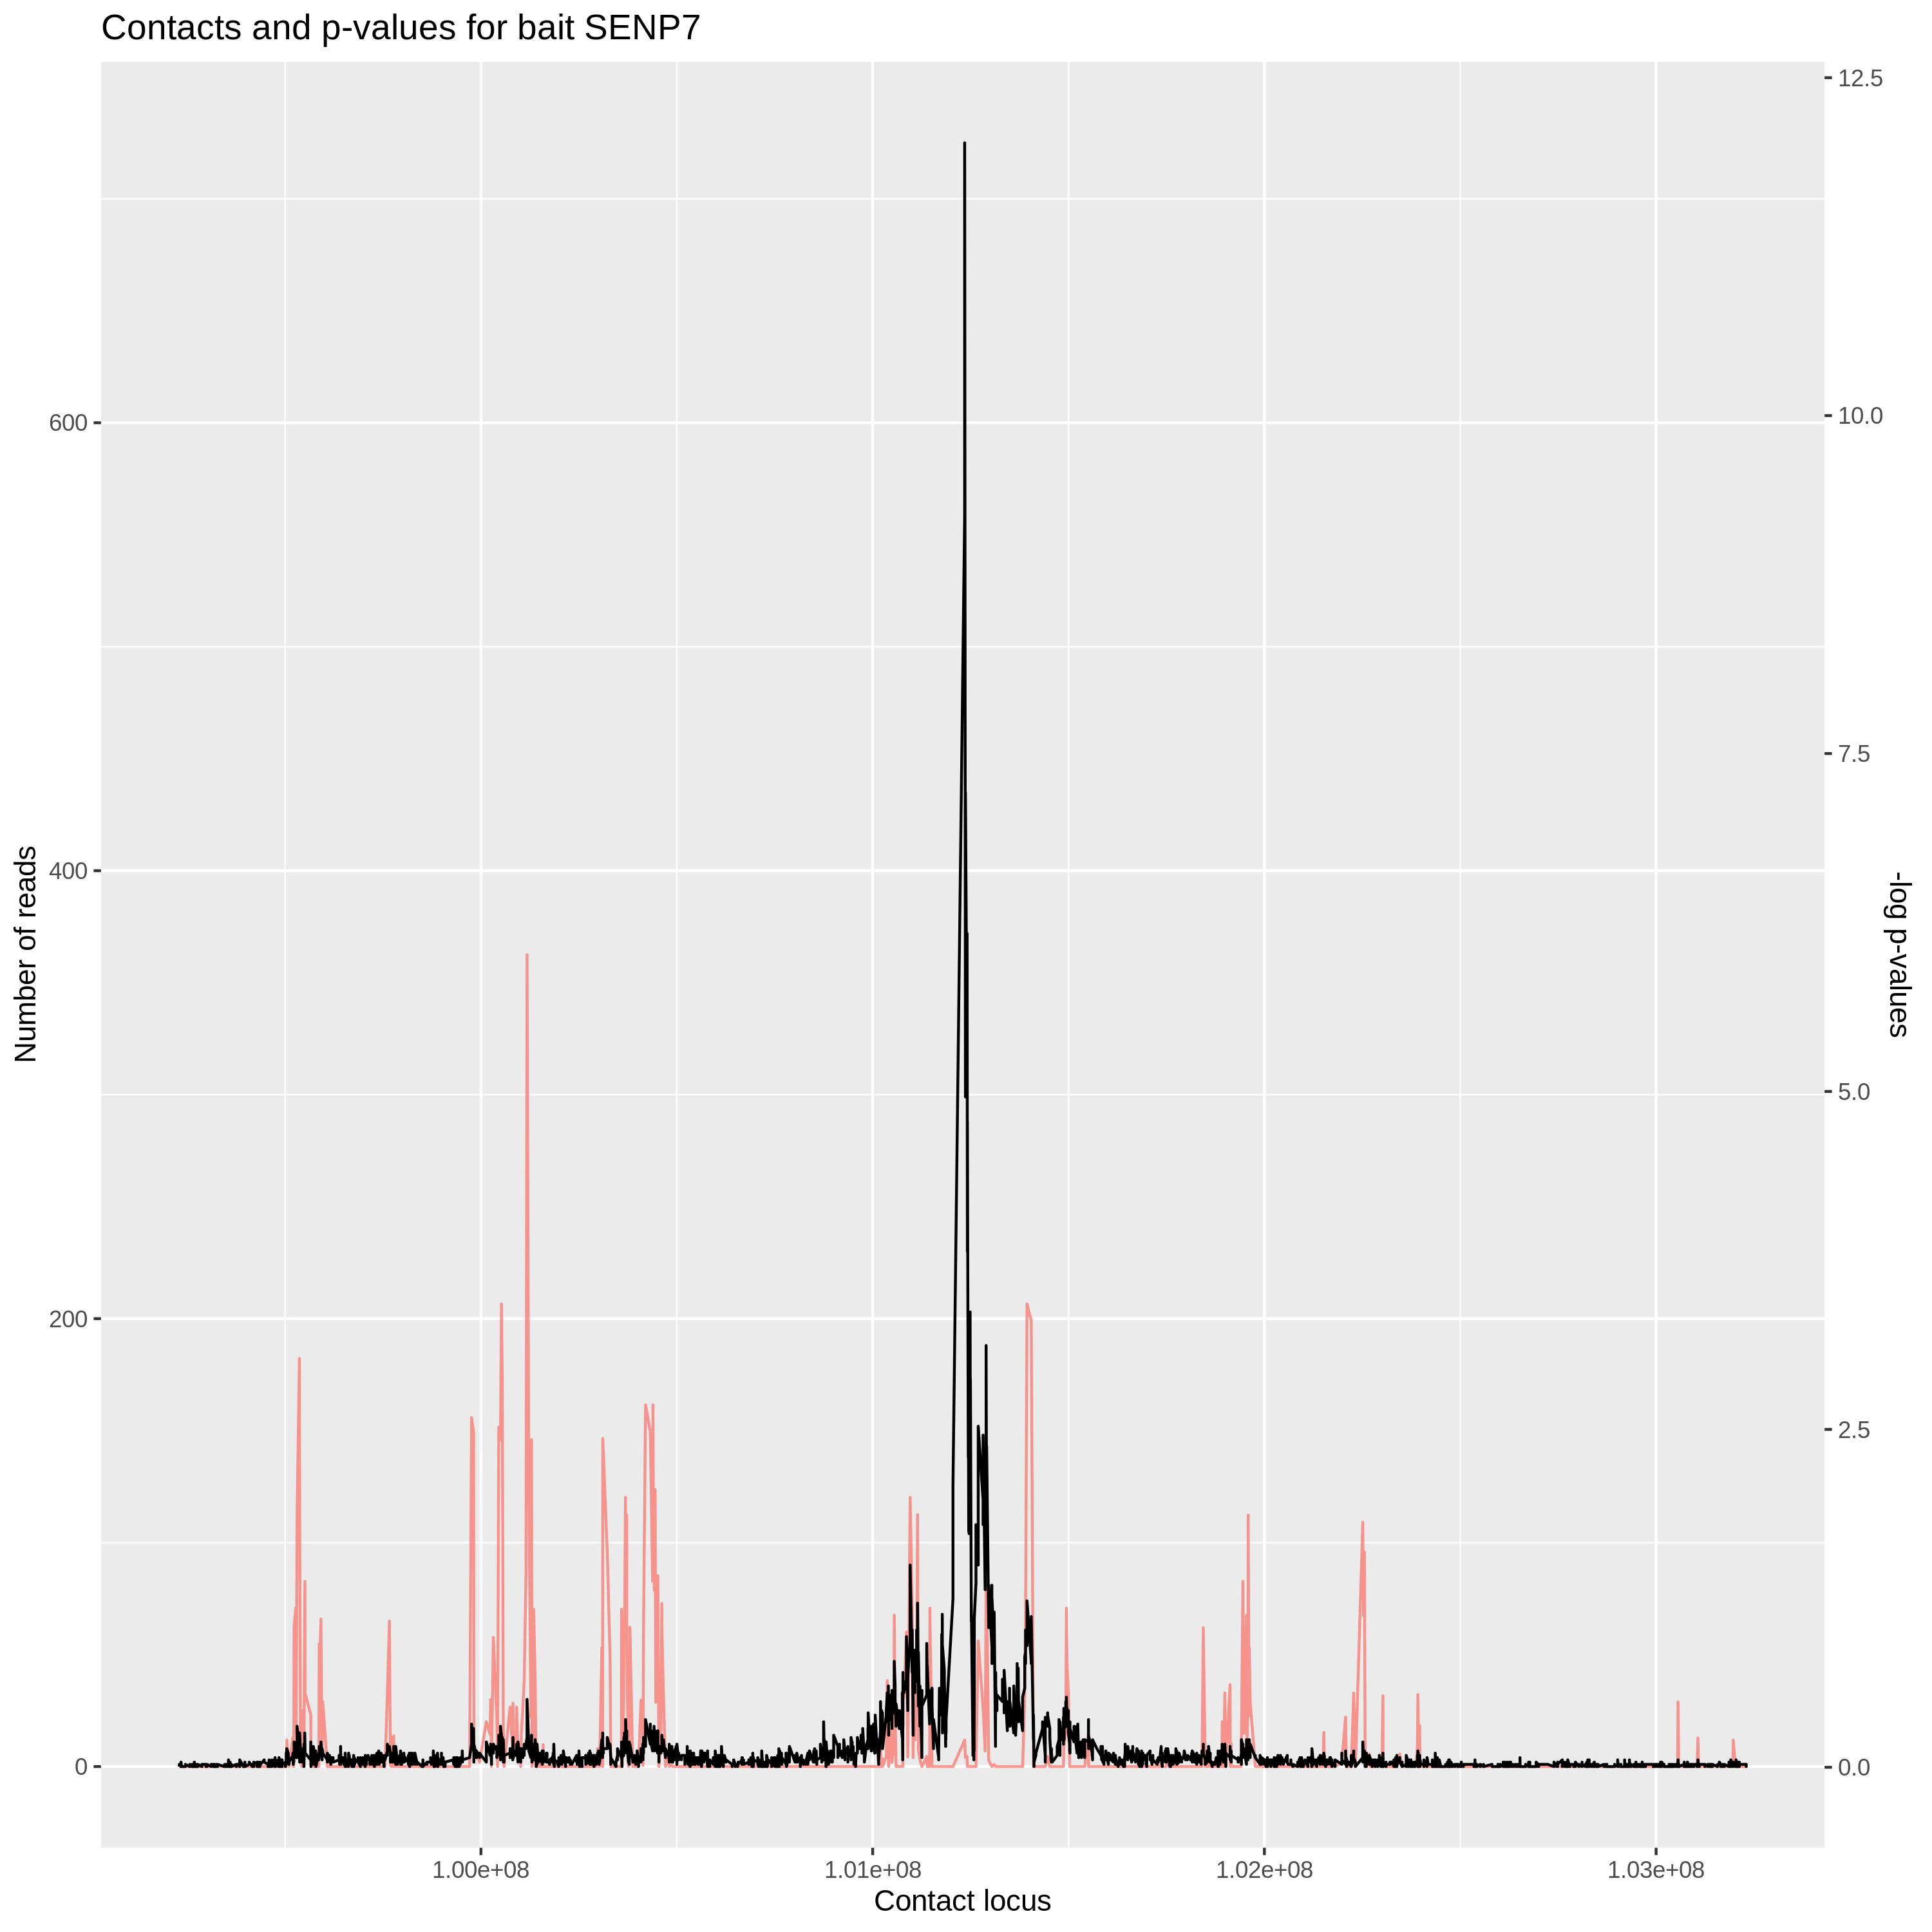 Contacts and p-values for bait SENP7
12.5
600
10.0
7.5
400
Number of reads
-log p-values
5.0
200
2.5
0
0.0
1.00e+08 1.01e+08 1.02e+08 1.03e+08
Contact locus